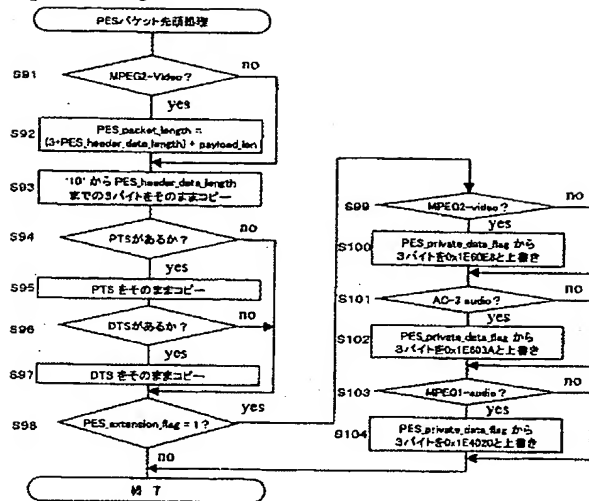 PESパケット先頭処理
S91
MPEG2-Video?
no
yes
S92
PES_packet_length =
(3+PES_header_data_length) + payload_len
S93
'10' から PES_header_data_length
までの3バイトをそのままコピー
S94
PTSがあるか?
no
yes
S95
PTS をそのままコピー
S96
DTSがあるか?
no
yes
S97
DTS をそのままコピー
S98
PES_extension_flag = 1?
yes
no
終了
S99
MPEG2-video?
no
yes
S100
PES_private_data_flag から
3バイトを0x1E60E8と上書き
S101
AC-3 audio?
no
yes
S102
PES_private_data_flag から
3バイトを0x1E603Aと上書き
S103
MPEG1-audio?
no
yes
S104
PES_private_data_flag から
3バイトを0x1E4020と上書き